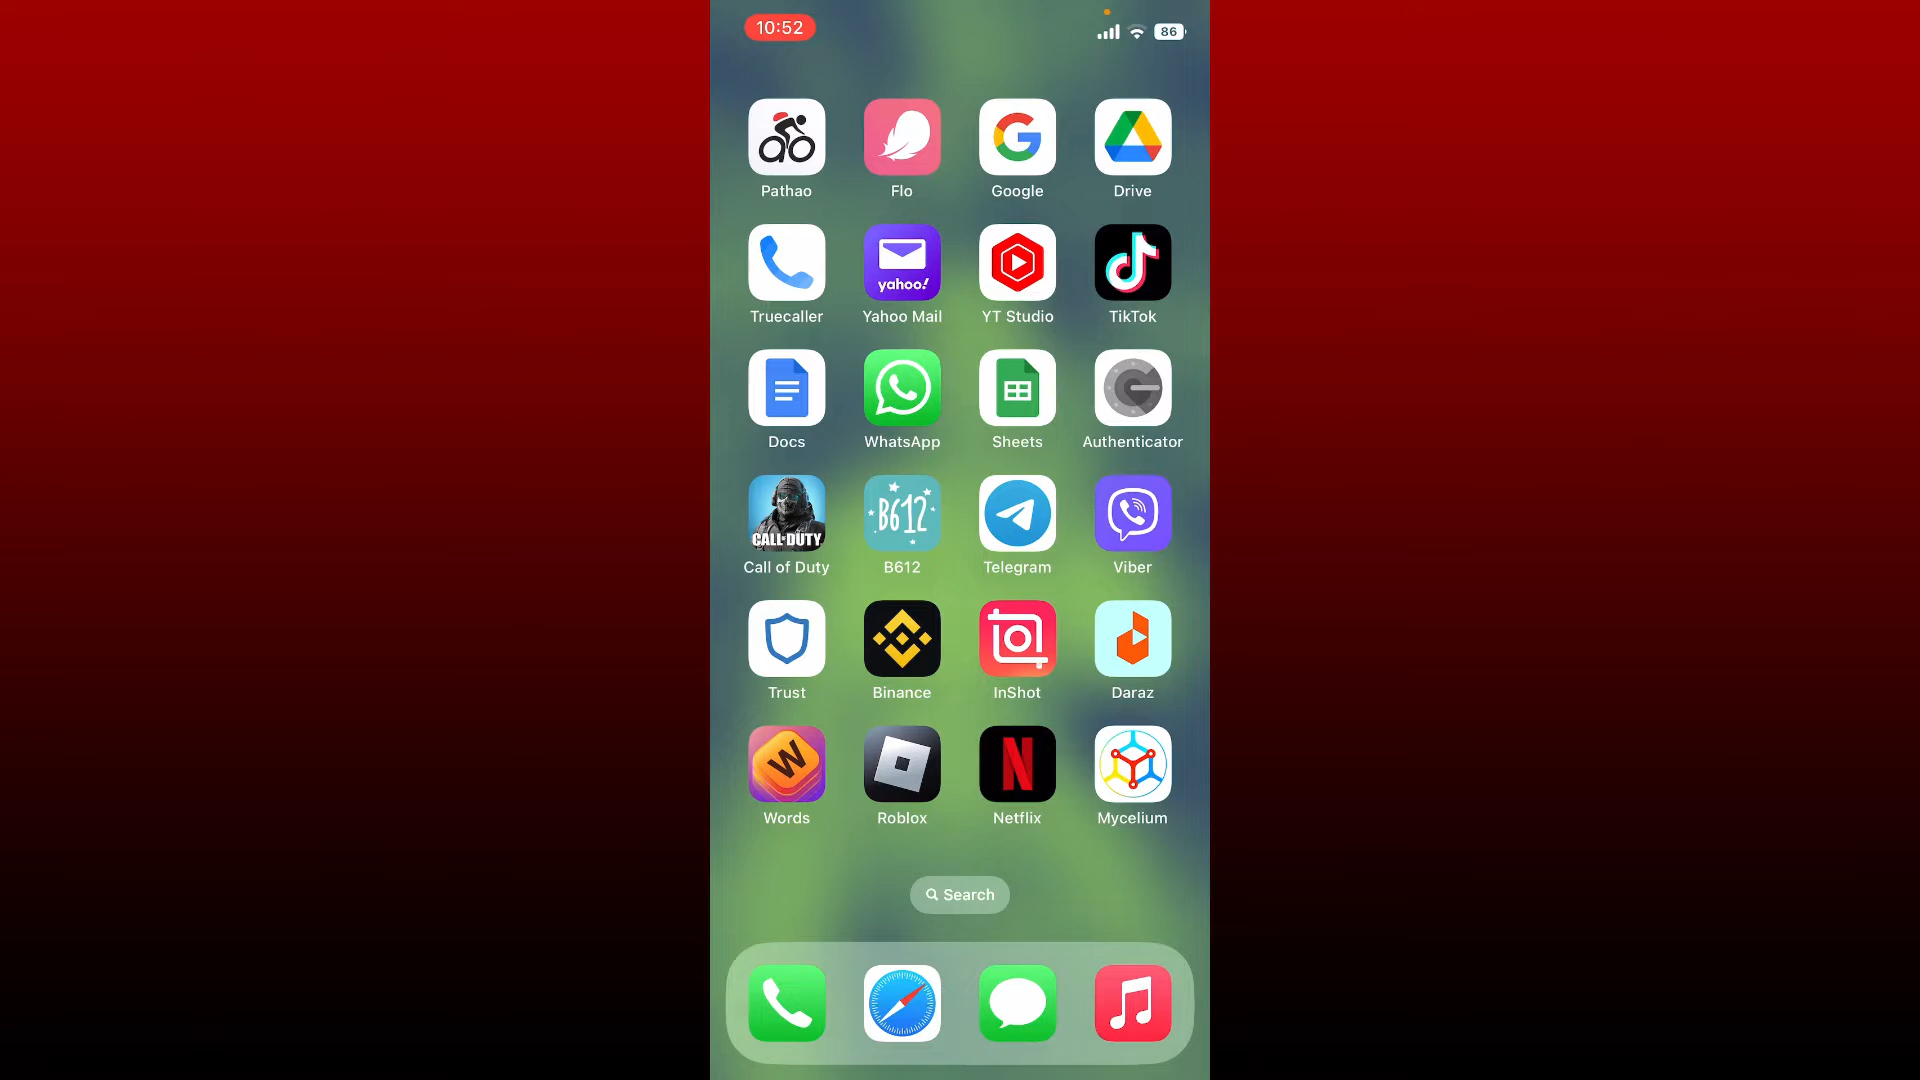 10:52
86
Pathao Flo Google Drive
yahoo!
Truecaller Yahoo Mail YT Studio TikTok
Docs WhatsApp Sheets Authenticator
CALL OF DUTY B612
Call of Duty B612 Telegram Viber
Trust Binance InShot Daraz
W N
Words Roblox Netflix Mycelium
Search